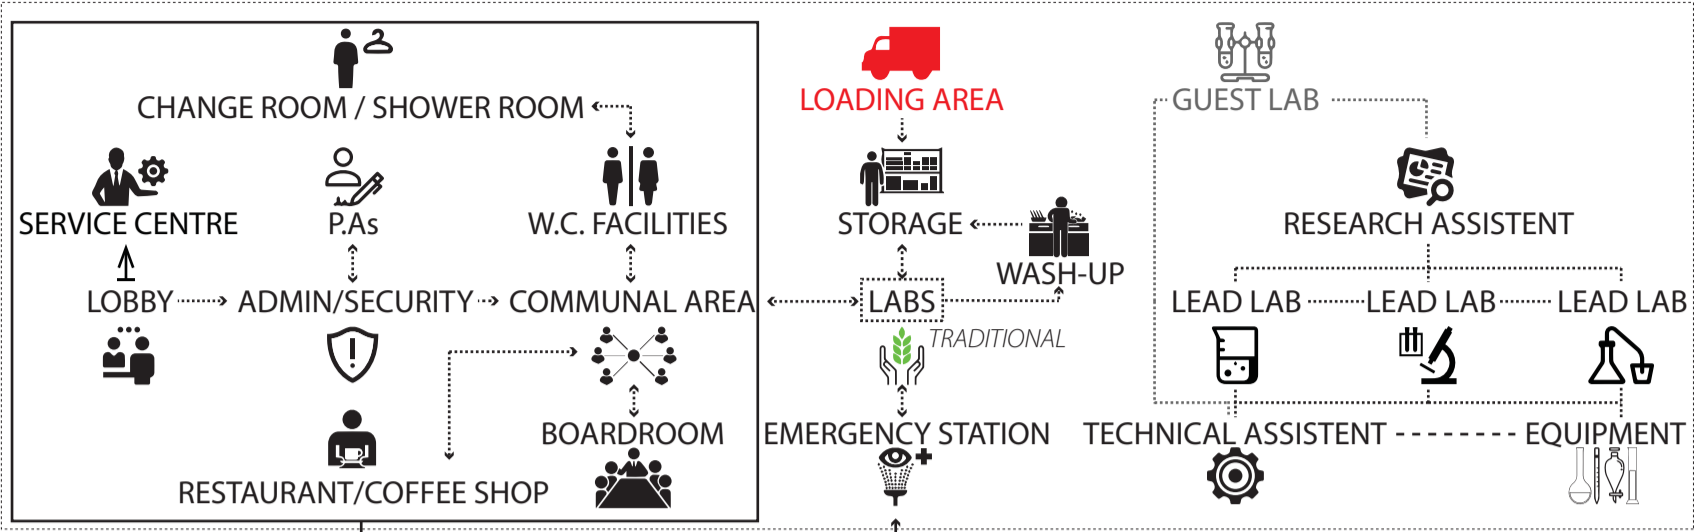 CHANGE ROOM / SHOWER ROOM
LOADING AREA
GUEST LAB
SERVICE CENTRE
P.As
W.C. FACILITIES
STORAGE
RESEARCH ASSISTENT
WASH-UP
LOBBY
ADMIN/SECURITY
COMMUNAL AREA
LABS
LEAD LAB
LEAD LAB
LEAD LAB
TRADITIONAL
BOARDROOM
EMERGENCY STATION
TECHNICAL ASSISTENT
EQUIPMENT
RESTAURANT/COFFEE SHOP